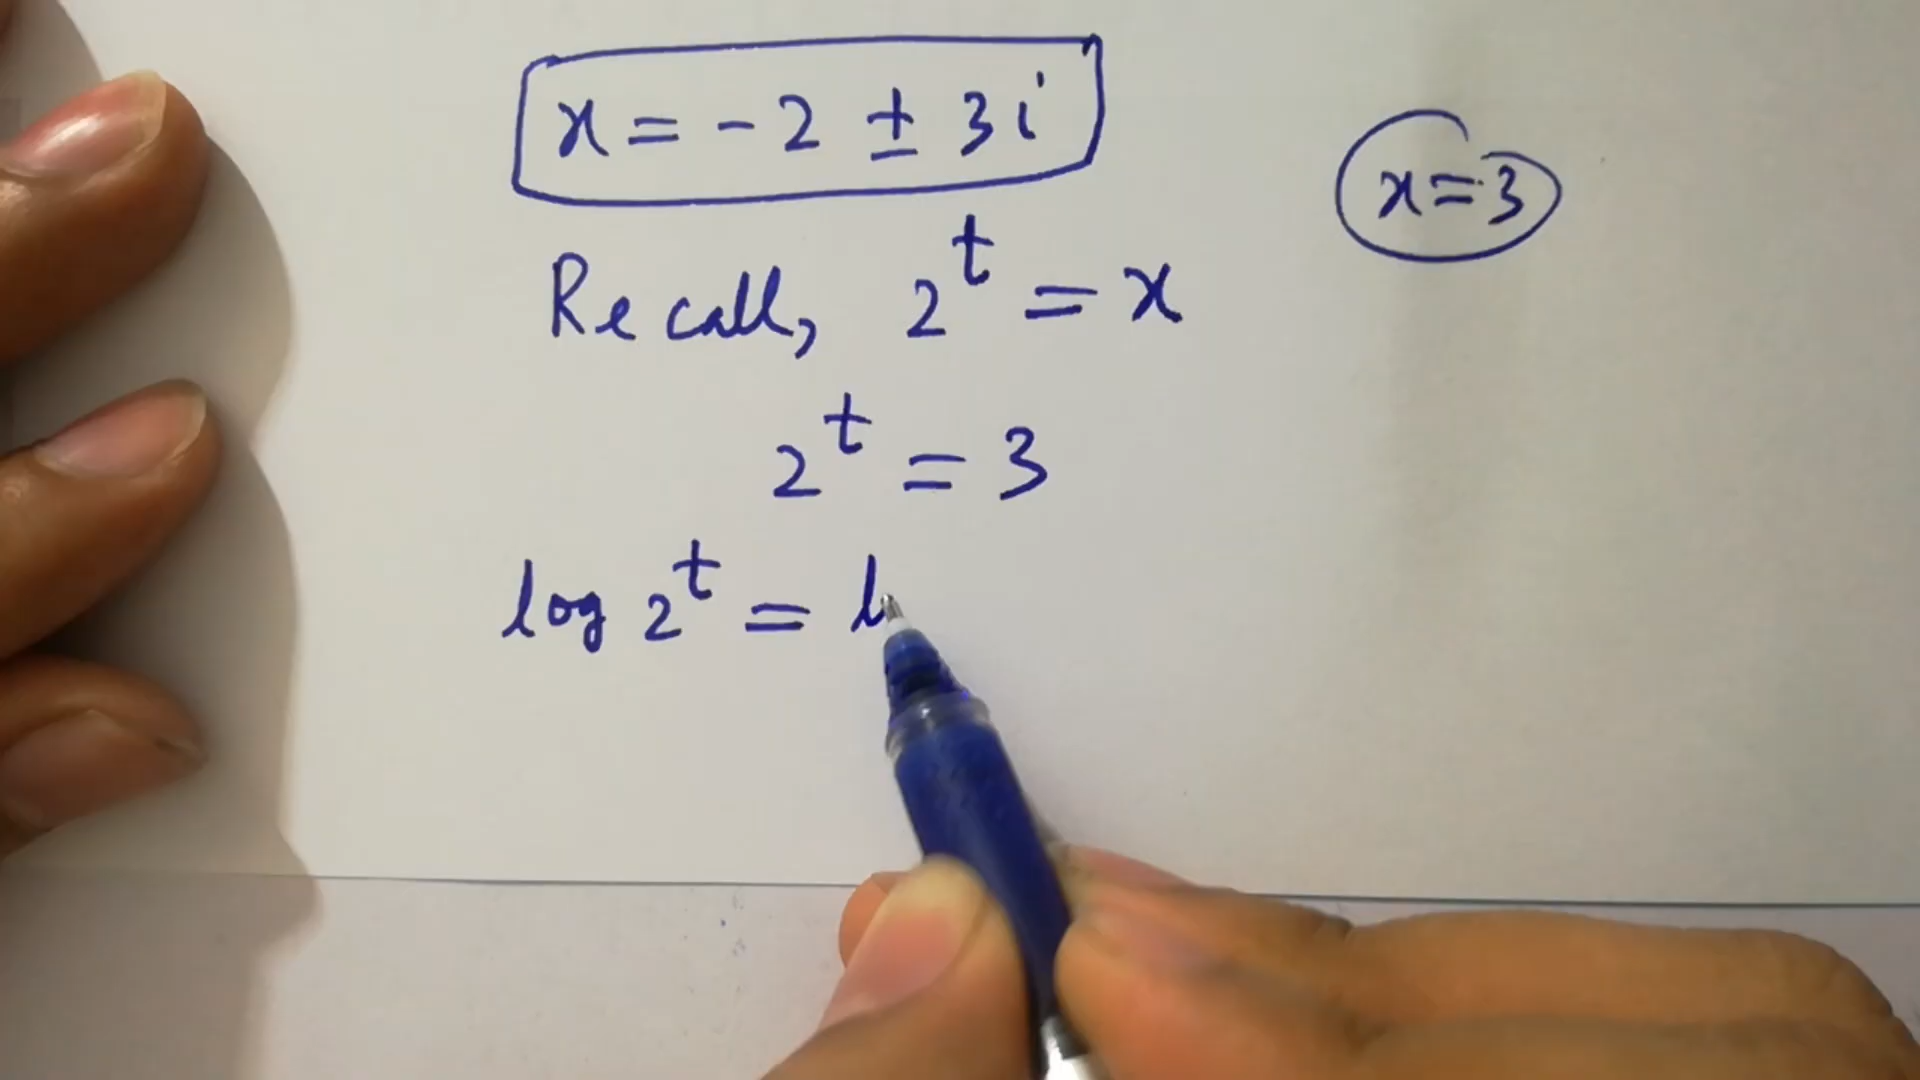 x = -2 ± 3i
x = 3
Recall, 2^t = x
2^t = 3
log 2^t = l